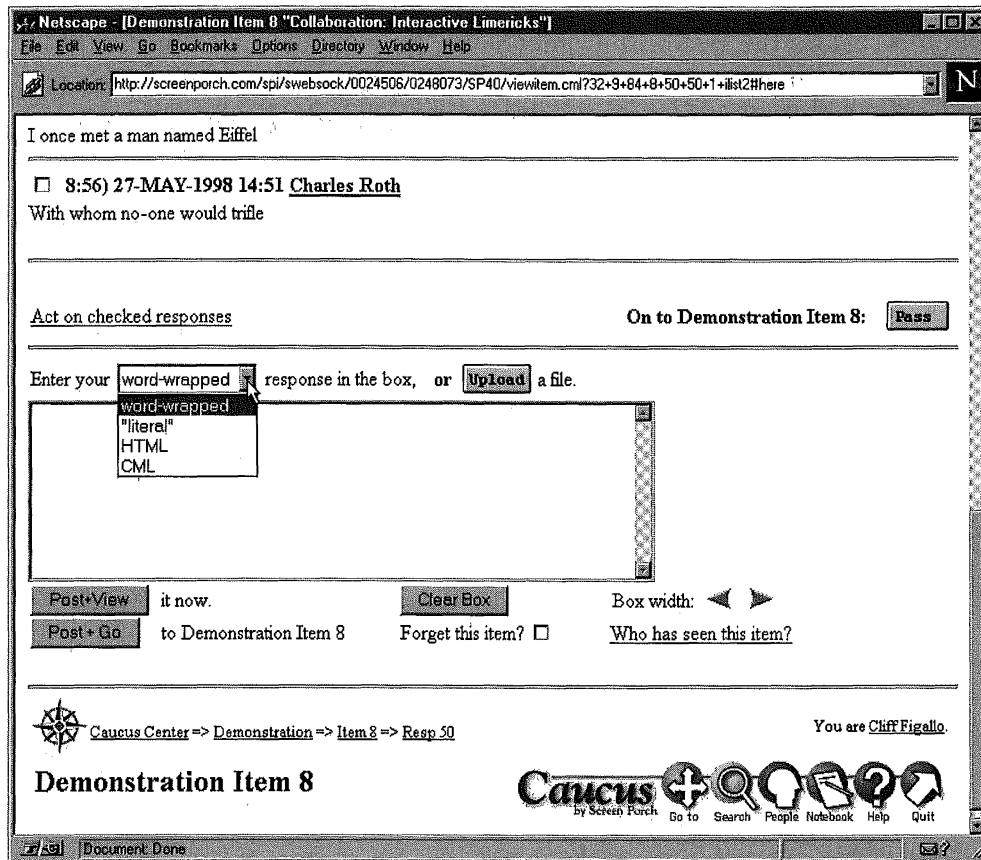 Netscape - [Demonstration Item 8 "Collaboration: Interactive Limericks"]
File Edit View Go Bookmarks Options Directory Window Help
Location: http://screenporch.com/spi/swebsock/0024506/0248073/SP40/viewitem.cml?32+9+84+8+50+50+1+ilist2#here
N
I once met a man named Eiffel
8:56) 27-MAY-1998 14:51 Charles Roth
With whom no-one would trifle
Act on checked responses On to Demonstration Item 8: Pass
Enter your word-wrapped response in the box, or Upload a file.
word-wrapped
"literal"
HTML
CML
Post+View it now. Clear Box Box width:
Post + Go to Demonstration Item 8 Forget this item? Who has seen this item?
Caucus Center => Demonstration => Item 8 => Resp 50 You are Cliff Figallo.
Demonstration Item 8
Caucus
by Screen Porch
Go to Search People Notebook Help Quit
Document: Done